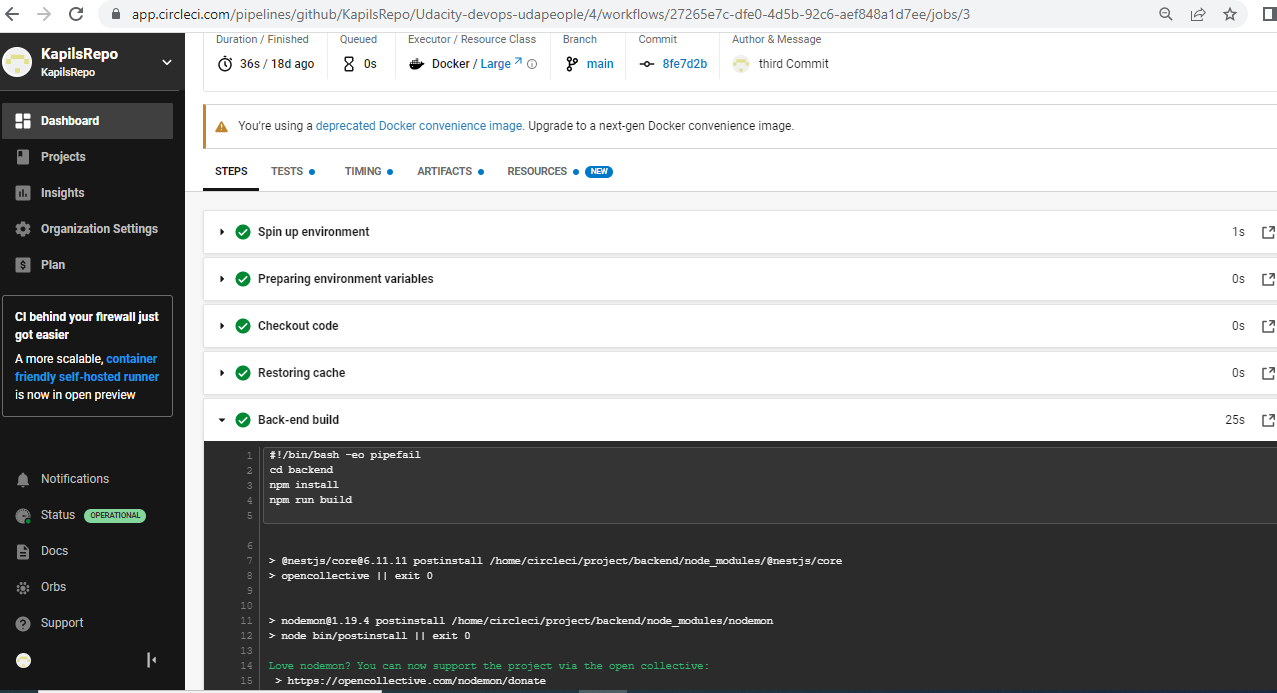 app.circleci.com/pipelines/github/KapilsRepo/Udacity-devops-udapeople/4/workflows/27265e7c-dfe0-4d5b-92c6-aef848a1d7ee/jobs/3
KapilsRepo
KapilsRepo
Dashboard
Projects
Insights
Organization Settings
Plan
CI behind your firewall just
got easier
A more scalable, container
friendly self-hosted runner
is now in open preview
Notifications
Status OPERATIONAL
Docs
Orbs
Support
Duration / Finished Queued Executor / Resource Class Branch Commit Author & Message
36s / 18d ago 0s Docker / Large main 8fe7d2b third Commit
You're using a deprecated Docker convenience image. Upgrade to a next-gen Docker convenience image.
STEPS TESTS TIMING ARTIFACTS RESOURCES NEW
Spin up environment 1s
Preparing environment variables 0s
Checkout code 0s
Restoring cache 0s
Back-end build 25s
1 #!/bin/bash -eo pipefail
2 cd backend
3 npm install
4 npm run build
5
6
7 > @nestjs/core@6.11.11 postinstall /home/circleci/project/backend/node_modules/@nestjs/core
8 > opencollective || exit 0
9
10
11 > nodemon@1.19.4 postinstall /home/circleci/project/backend/node_modules/nodemon
12 > node bin/postinstall || exit 0
13
14 Love nodemon? You can now support the project via the open collective:
15 > https://opencollective.com/nodemon/donate